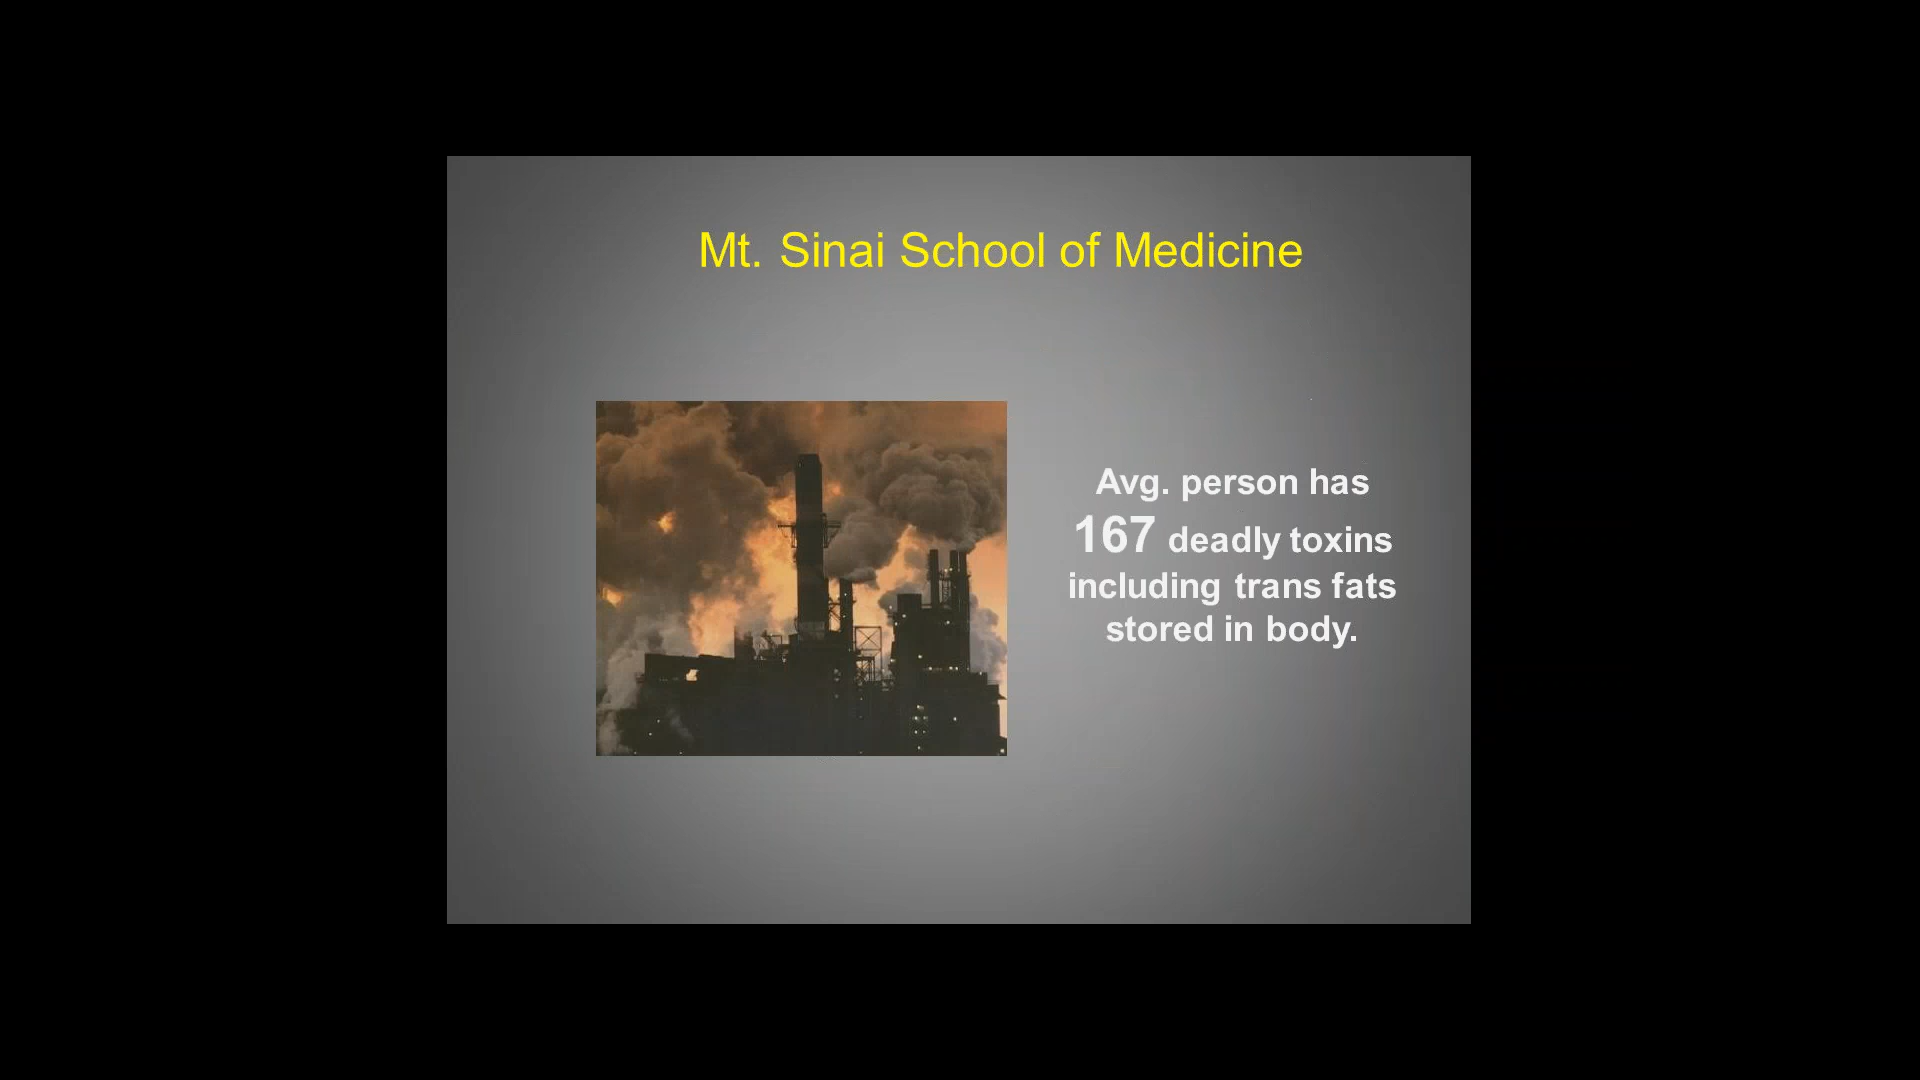 Mt. Sinai School of Medicine
Avg. person has
167 deadly toxins
including trans fats
stored in body.